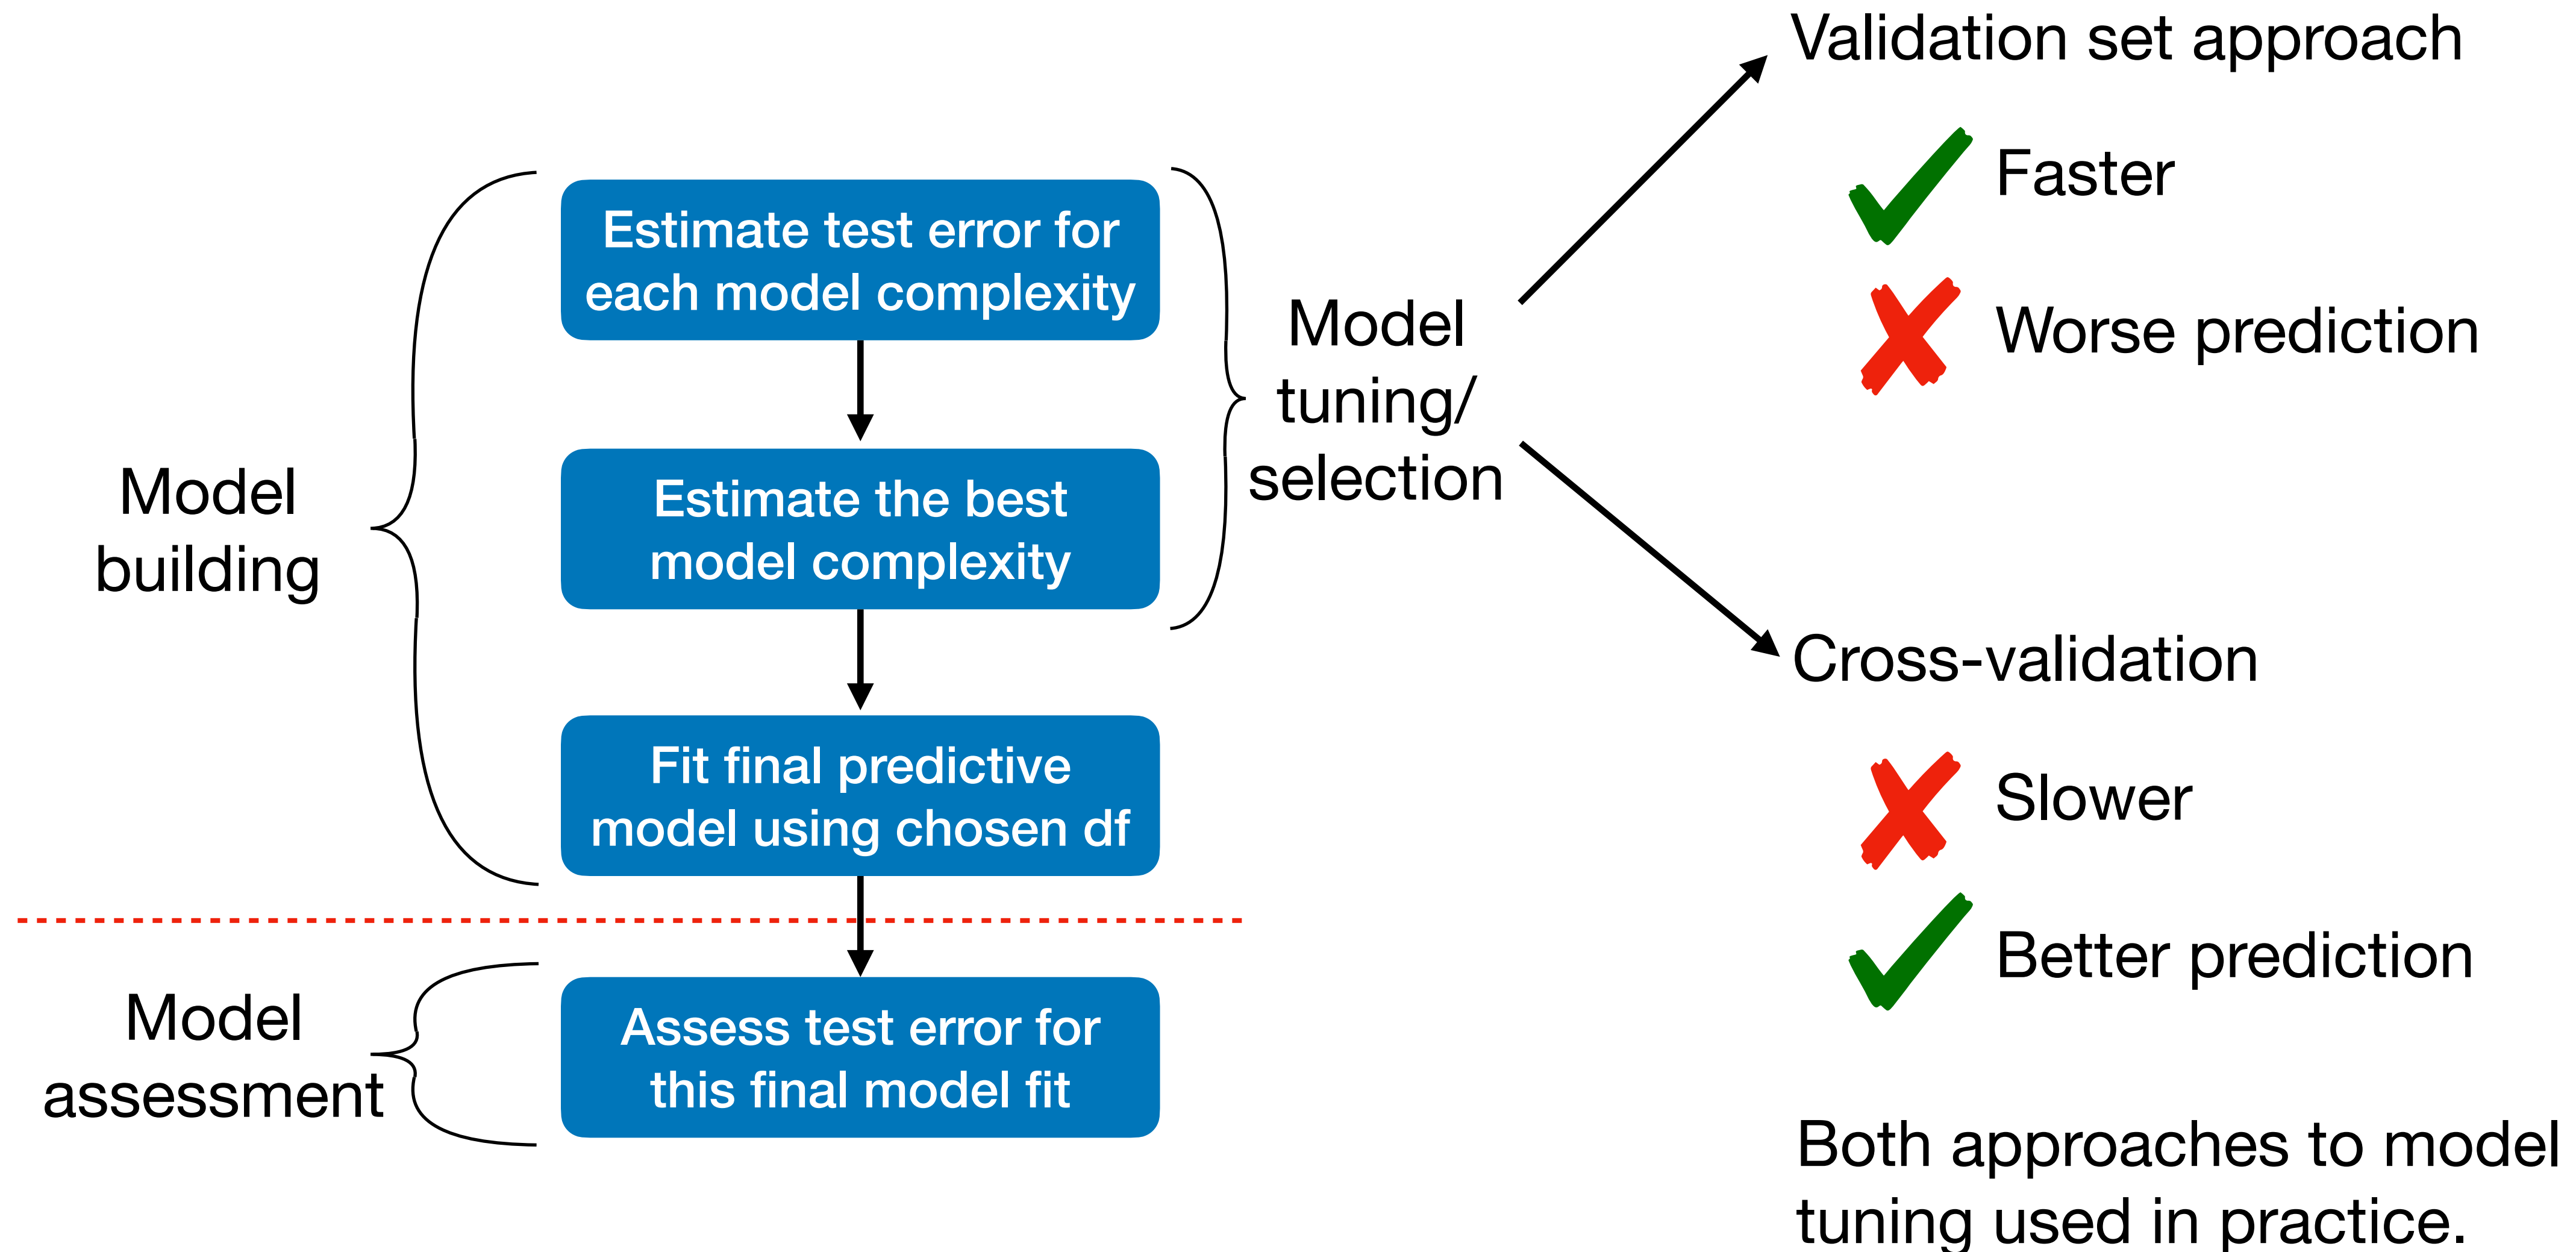 Model
building
Estimate test error for
each model complexity
Estimate the best
model complexity
Fit final predictive
model using chosen df
Model
assessment
Assess test error for
this final model fit
Model
tuning/
selection
Validation set approach
Faster
Worse prediction
Cross-validation
Slower
Better prediction
Both approaches to model
tuning used in practice.